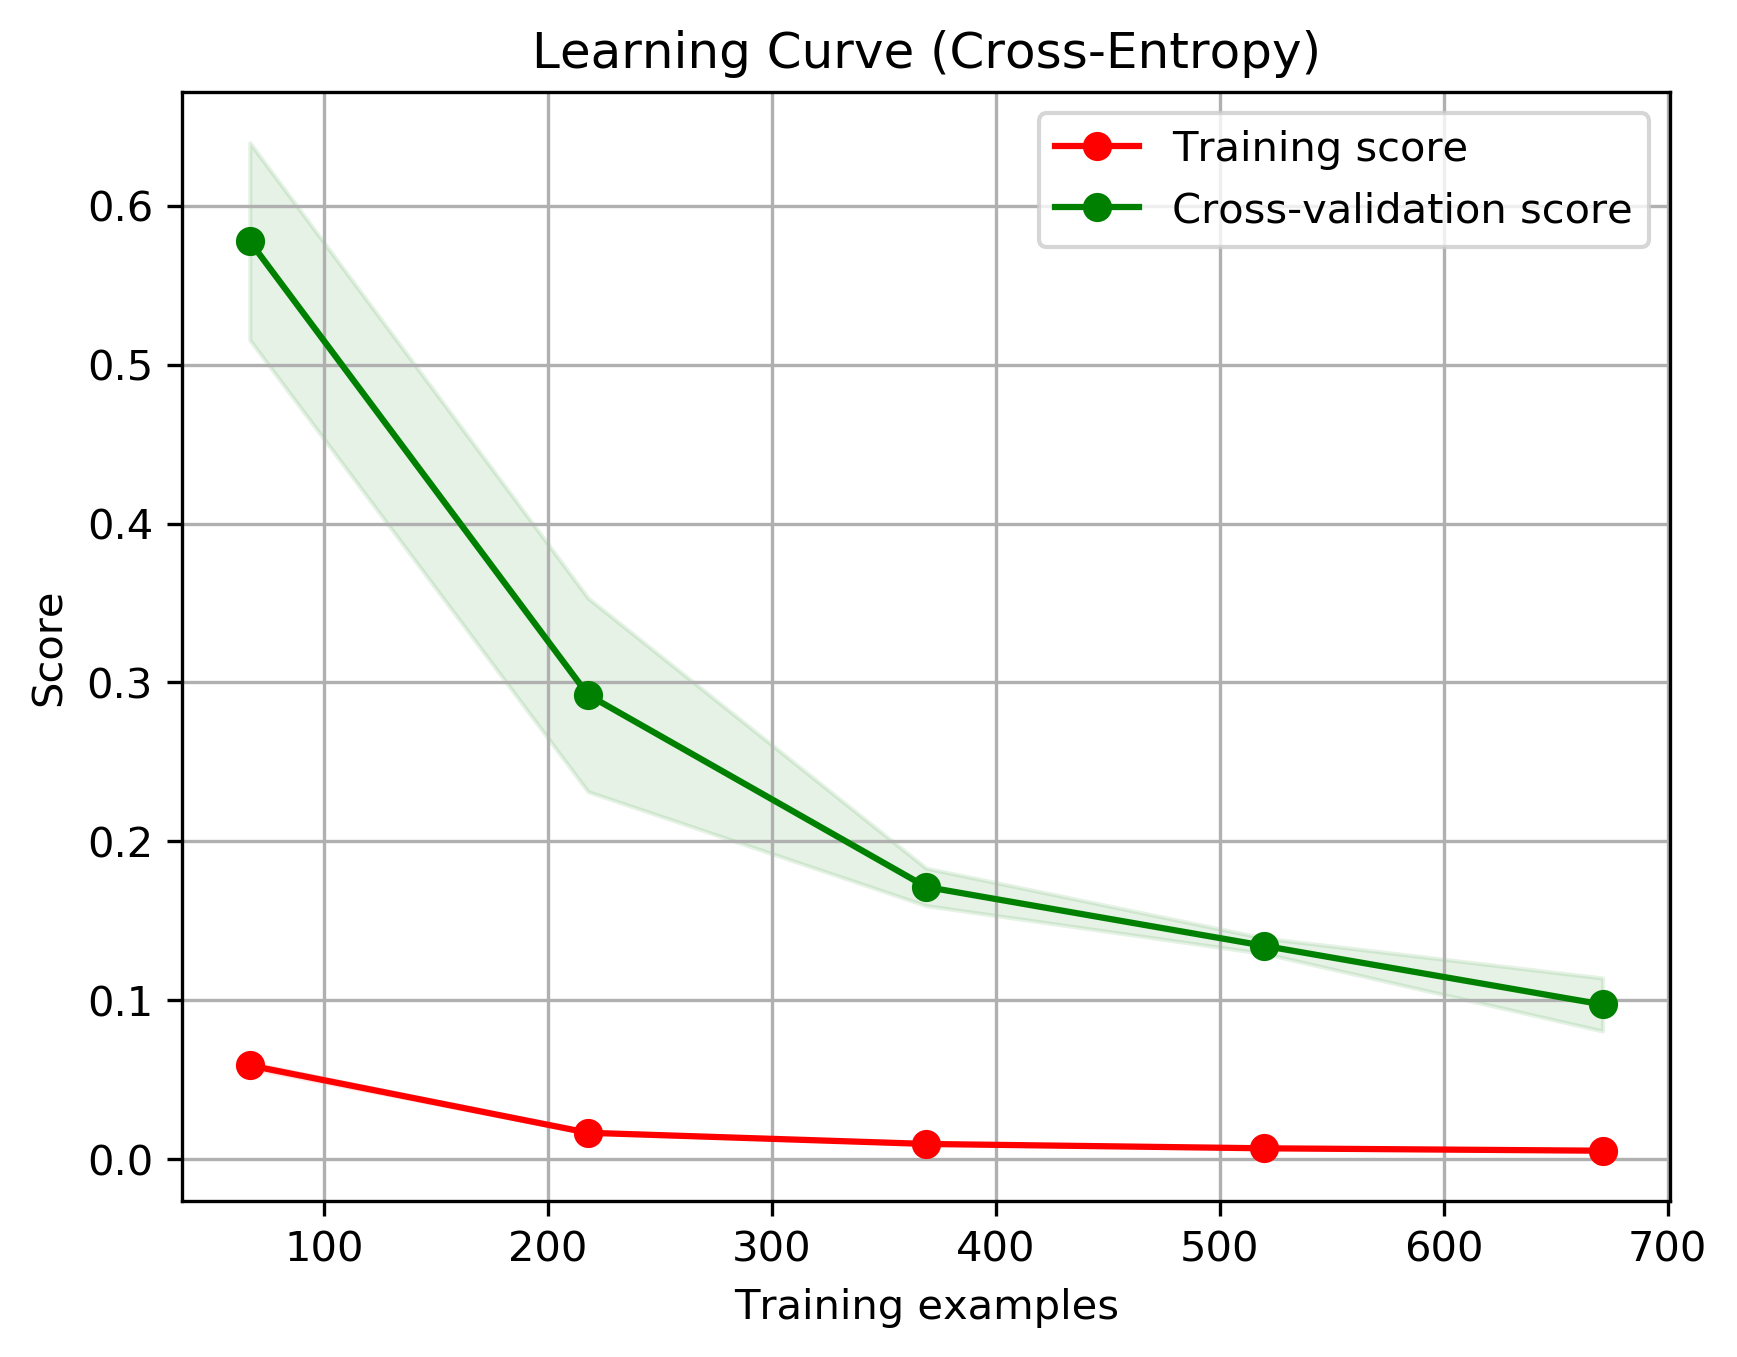 Learning Curve (Cross-Entropy)
Training score
Cross-validation score
0.6
0.5
0.4
0.3
0.2
0.1
0.0
Score
100 200 300 400 500 600 700
Training examples